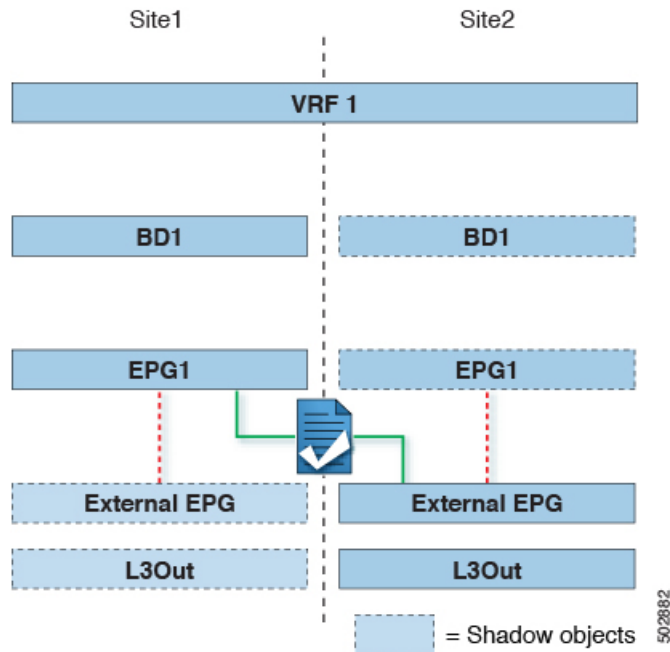 Site1 Site2
VRF 1
BD1 BD1
EPG1 EPG1
External EPG External EPG
L3Out L3Out
= Shadow objects
502882